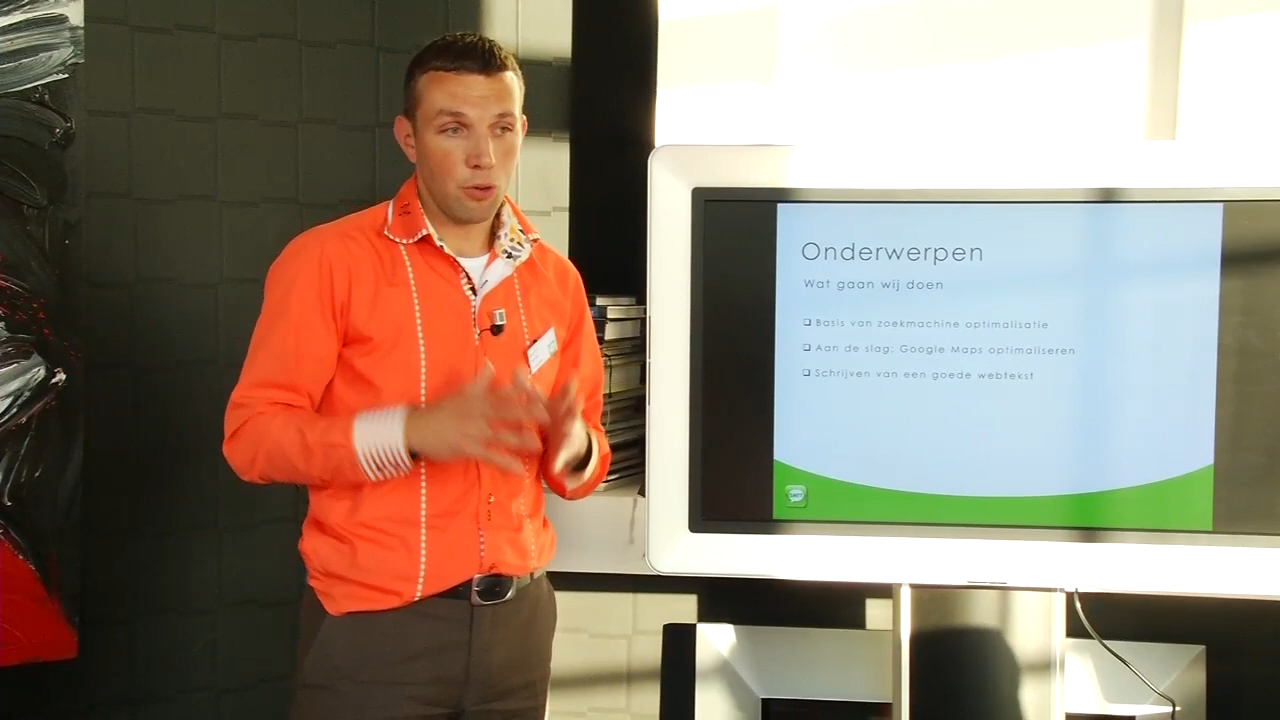 Onderwerpen
Wat gaan wij doen
Basis van zoekmachine optimalisatie
Aan de slag: Google Maps optimaliseren
Schrijven van een goede webtekst